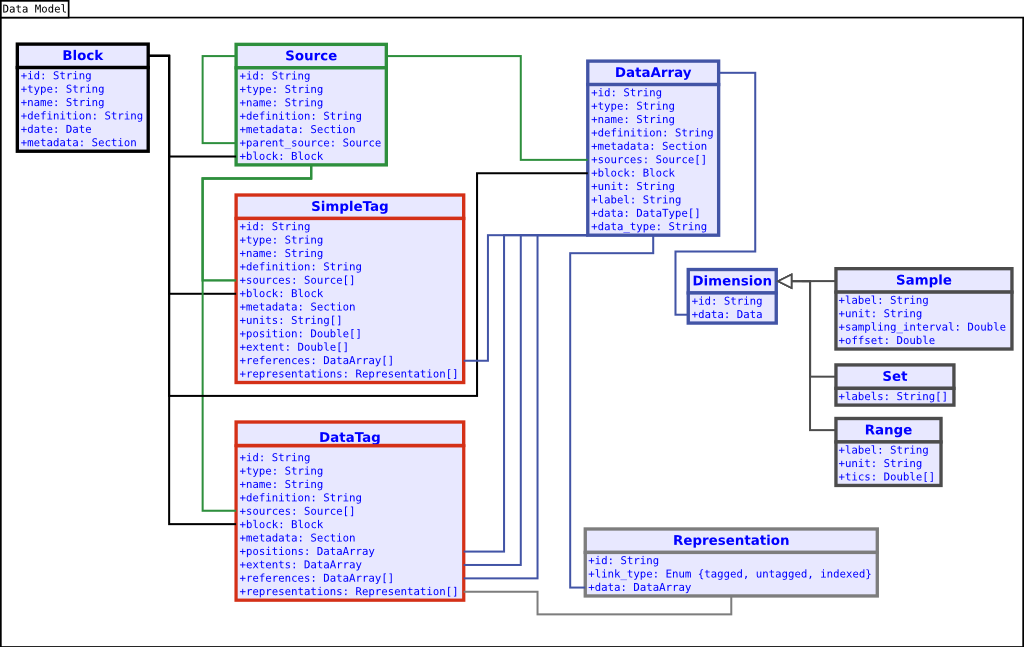 Data Model
Block
+id: String
+type: String
+name: String
+definition: String
+date: Date
+metadata: Section
Source
+id: String
+type: String
+name: String
+definition: String
+metadata: Section
+parent_source: Source
+block: Block
SimpleTag
+id: String
+type: String
+name: String
+definition: String
+sources: Source[]
+block: Block
+metadata: Section
+units: String[]
+position: Double[]
+extent: Double[]
+references: DataArray[]
+representations: Representation[]
DataTag
+id: String
+type: String
+name: String
+definition: String
+sources: Source[]
+block: Block
+metadata: Section
+positions: DataArray
+extents: DataArray
+references: DataArray[]
+representations: Representation[]
DataArray
+id: String
+type: String
+name: String
+definition: String
+metadata: Section
+sources: Source[]
+block: Block
+unit: String
+label: String
+data: DataType[]
+data_type: String
Dimension
+id: String
+data: Data
Sample
+label: String
+unit: String
+sampling_interval: Double
+offset: Double
Set
+labels: String[]
Range
+label: String
+unit: String
+tics: Double[]
Representation
+id: String
+link_type: Enum {tagged, untagged, indexed}
+data: DataArray